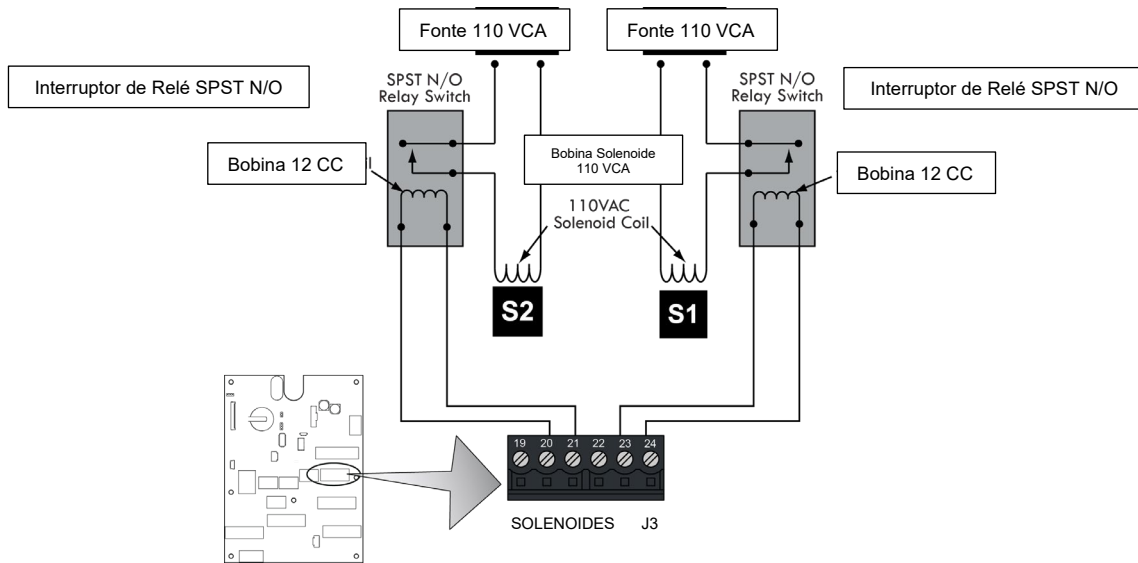 Fonte 110 VCA
Fonte 110 VCA
Interruptor de Relé SPST N/O
SPST N/O
Relay Switch
SPST N/O
Relay Switch
Interruptor de Relé SPST N/O
Bobina 12 CC
Bobina Solenoide
110 VCA
Bobina 12 CC
110VAC
Solenoid Coil
S2
S1
19 20 21 22 23 24
SOLENOIDES J3